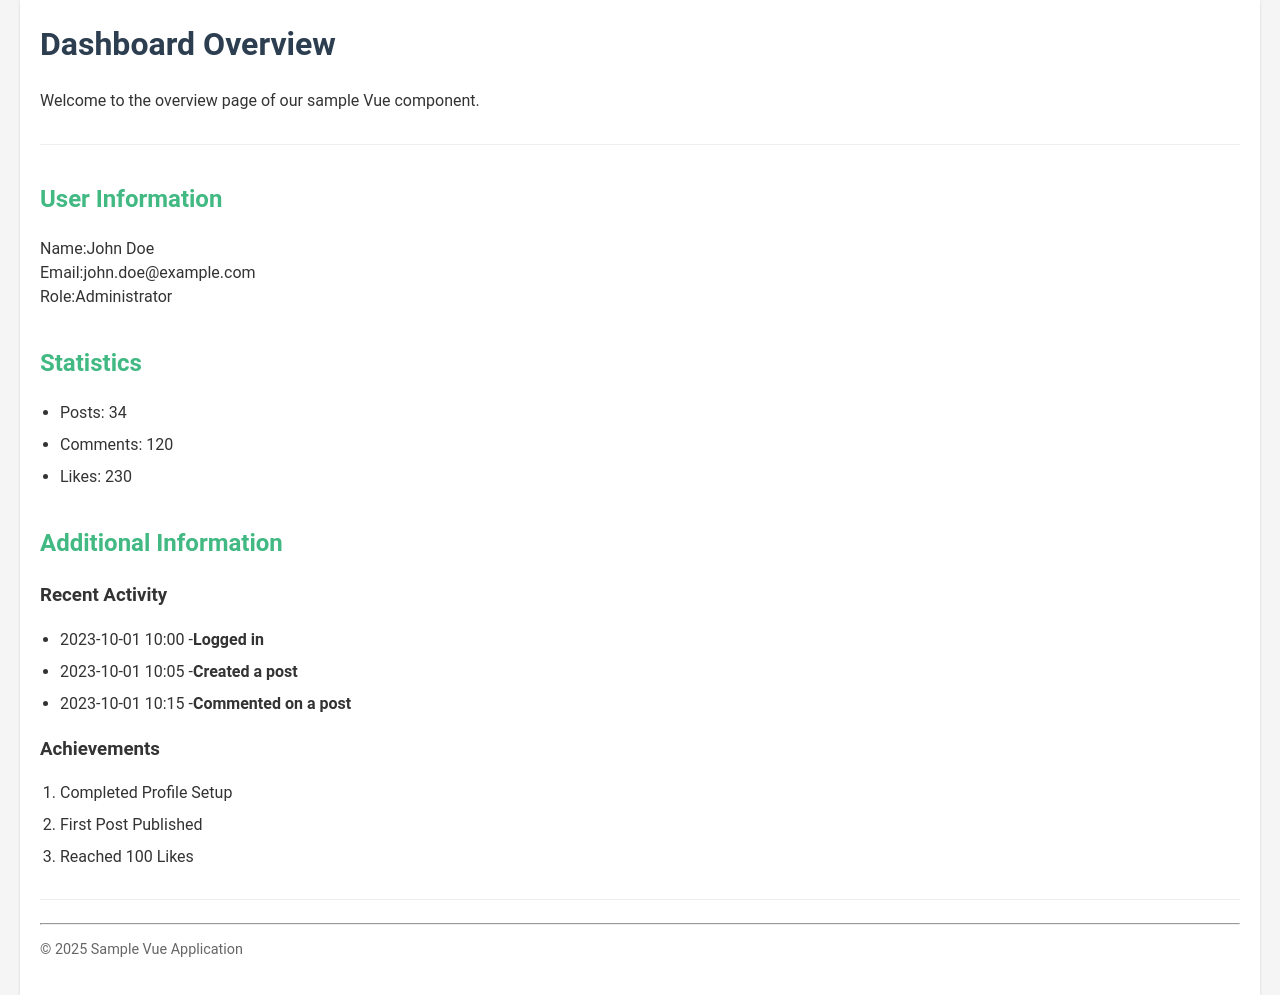 Dashboard Overview
Welcome to the overview page of our sample Vue component.
User Information
Name:John Doe
Email:john.doe@example.com
Role:Administrator
Statistics
• Posts: 34
• Comments: 120
• Likes: 230
Additional Information
Recent Activity
• 2023-10-01 10:00 -Logged in
• 2023-10-01 10:05 -Created a post
• 2023-10-01 10:15 -Commented on a post
Achievements
1. Completed Profile Setup
2. First Post Published
3. Reached 100 Likes
© 2025 Sample Vue Application